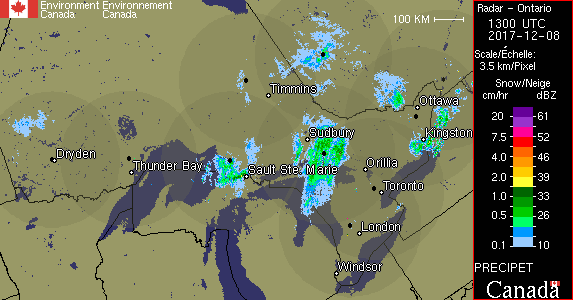 Environment Environnement
Canada Canada
100 KM
Timmins
Ottawa
Sudbury
Kingston
Dryden
Thunder Bay
Sault Ste. Marie
Orillia
Toronto
London
Windsor
Radar - Ontario
1300 UTC
2017-12-08
Scale/Échelle:
3.5 km/Pixel
Snow/Neige
cm/hr dBZ
20 61
7.5 52
4.0 46
2.0 39
1.0 33
0.5 26
0.1 10
PRECIPET
Canada